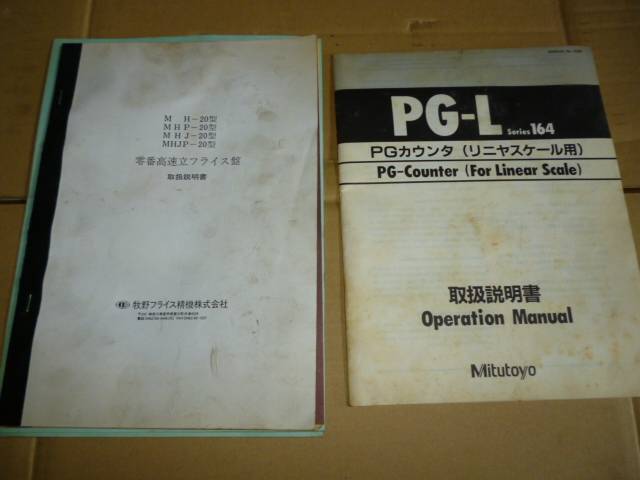 M H-20型
MHP-20型
MHJ-20型
MHJP-20型
零番高速立フライス盤
取扱説明書
牧野フライス精機株式会社
PG-L Series 164
PGカウンタ(リニヤスケール用)
PG-Counter (For Linear Scale)
取扱説明書
Operation Manual
Mitutoyo